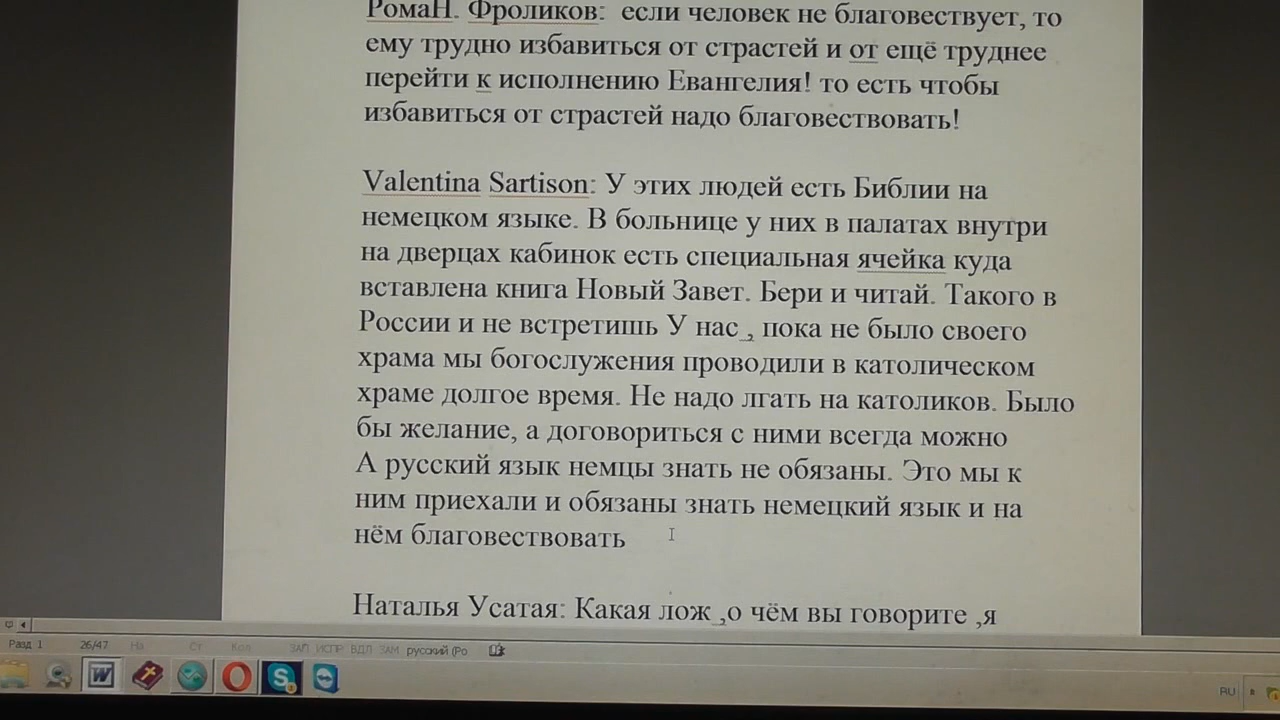 РомаН. Фроликов:  если человек не благовествует, то
ему трудно избавиться от страстей и от ещё труднее
перейти к исполнению Евангелия! то есть чтобы
избавиться от страстей надо благовествовать!
Valentina Sartison: У этих людей есть Библии на
немецком языке. В больнице у них в палатах внутри
на дверцах кабинок есть специальная ячейка куда
вставлена книга Новый Завет. Бери и читай. Такого в
России и не встретишь У нас , пока не было своего
храма мы богослужения проводили в католическом
храме долгое время. Не надо лгать на католиков. Было
бы желание, а договориться с ними всегда можно
А русский язык немцы знать не обязаны. Это мы к
ним приехали и обязаны знать немецкий язык и на
нём благовествовать
Наталья Усатая: Какая лож ,о чём вы говорите ,я
Разд 1 26/47 На Ст Кол ЗАП ИСПР ВДЛ ЗАМ русский (Ро
W S RU